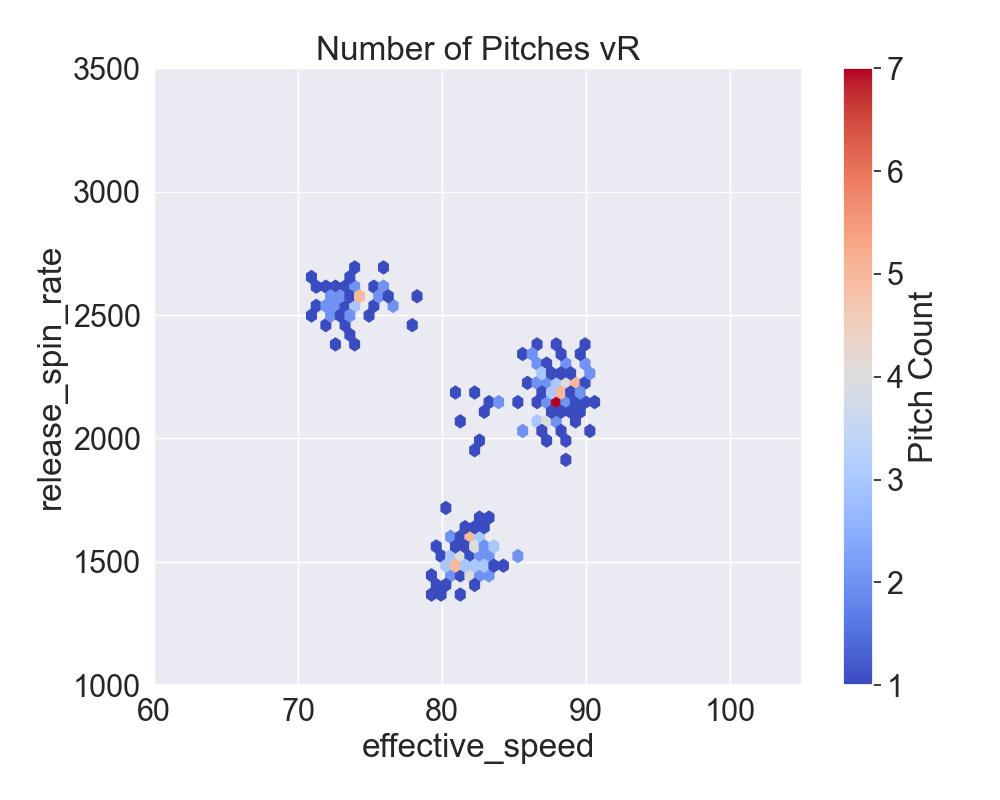 Number of Pitches vR
3500
3000
2500
2000
1500
1000
release_spin_rate
60 70 80 90 100
effective_speed
7
6
5
4
3
2
1
Pitch Count